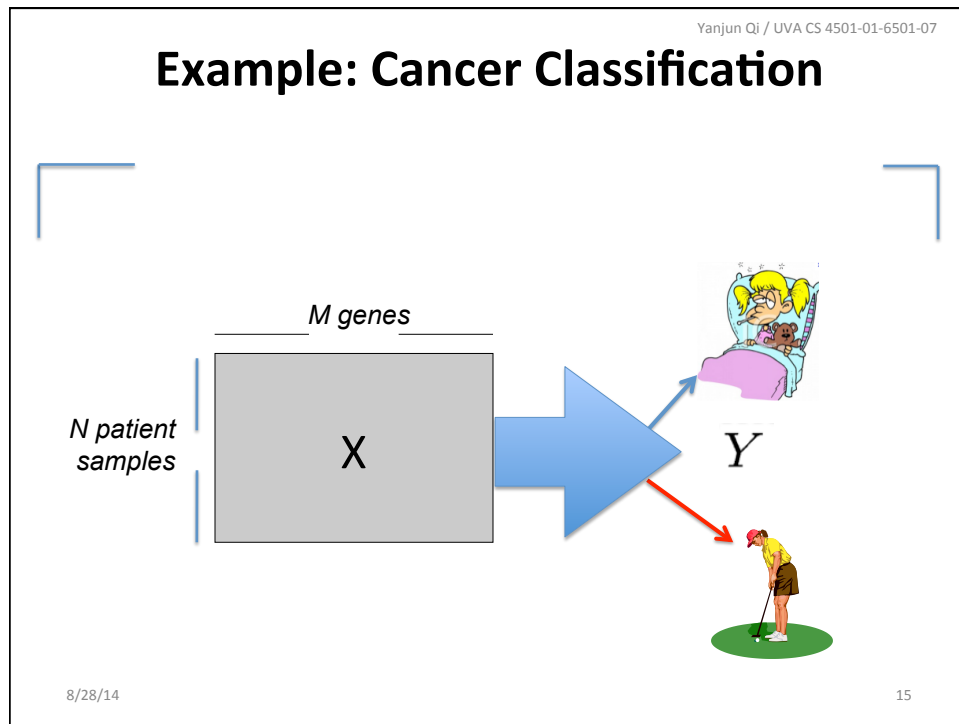 Yanjun Qi / UVA CS 4501-01-6501-07
Example: Cancer Classification
M genes
N patient
samples
X
Y
8/28/14
15